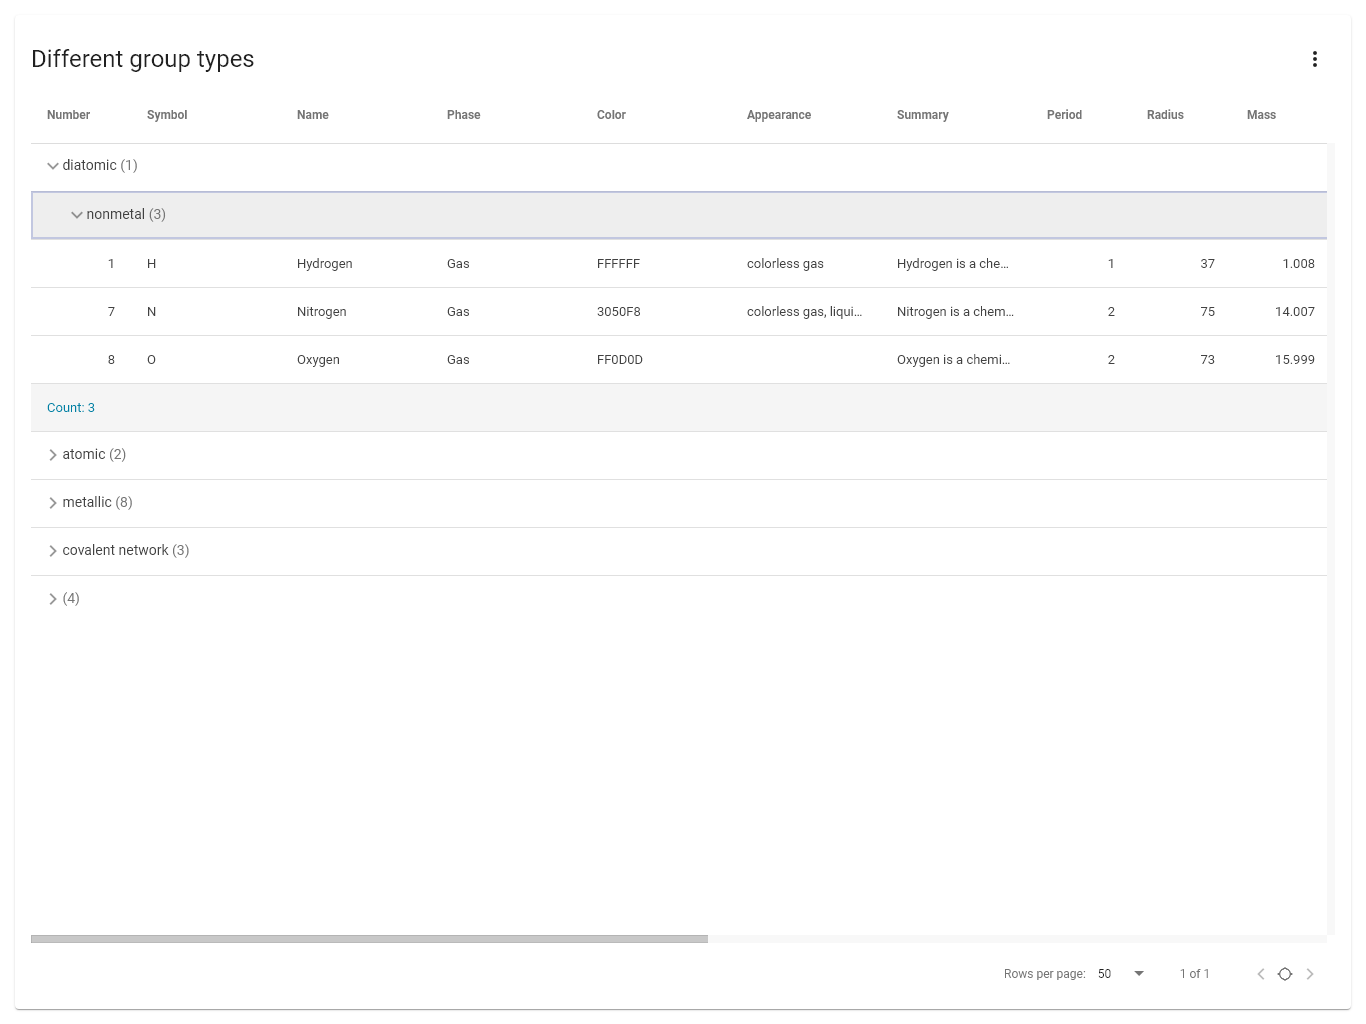 Different group types
Number Symbol Name Phase Color Appearance Summary Period Radius Mass
diatomic (1)
nonmetal (3)
1 H Hydrogen Gas FFFFFF colorless gas Hydrogen is a che... 1 37 1.008
7 N Nitrogen Gas 3050F8 colorless gas, liqui... Nitrogen is a chem... 2 75 14.007
8 O Oxygen Gas FF0D0D Oxygen is a chemi... 2 73 15.999
Count: 3
atomic (2)
metallic (8)
covalent network (3)
(4)
Rows per page: 50 1 of 1